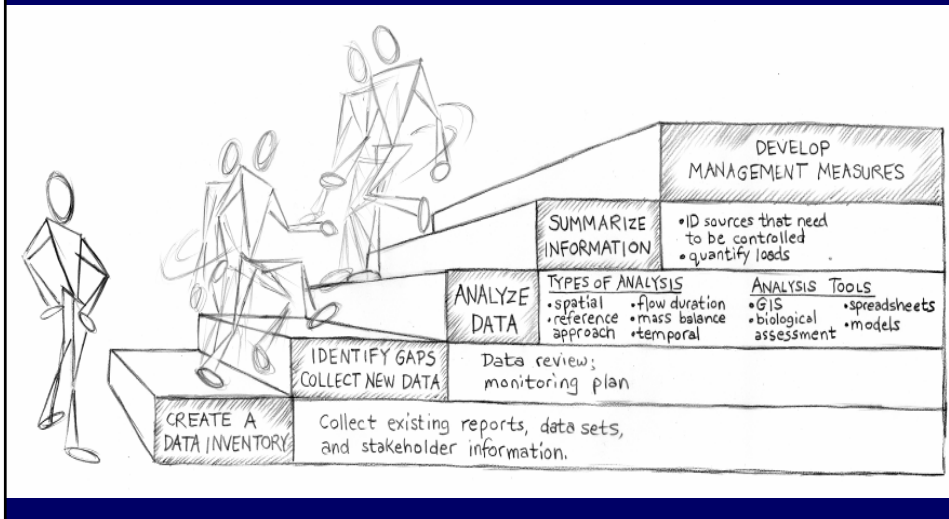 DEVELOP
MANAGEMENT MEASURES
SUMMARIZE
INFORMATION
•ID sources that need
to be controlled
•quantify loads
ANALYZE
DATA
TYPES OF ANALYSIS
•spatial
•reference
approach
•flow duration
•mass balance
•temporal
ANALYSIS TOOLS
•GIS
•biological
assessment
•spreadsheets
•models
IDENTIFY GAPS
COLLECT NEW DATA
Data review;
monitoring plan
CREATE A
DATA INVENTORY
Collect existing reports, data sets,
and stakeholder information.